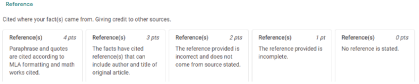 Reference
Cited where your fact(s) came from. Giving credit to other sources.
Reference(s) 4 pts
Paraphrase and quotes
are cited according to
MLA formatting and math
works cited.
Reference(s) 3 pts
The facts have cited
reference(s) that can
include author and title of
original article.
Reference(s) 2 pts
The reference provided is
incorrect and does not
come from source stated.
Reference(s) 1 pt
The reference provided is
incomplete.
Reference(s) 0 pts
No reference is stated.